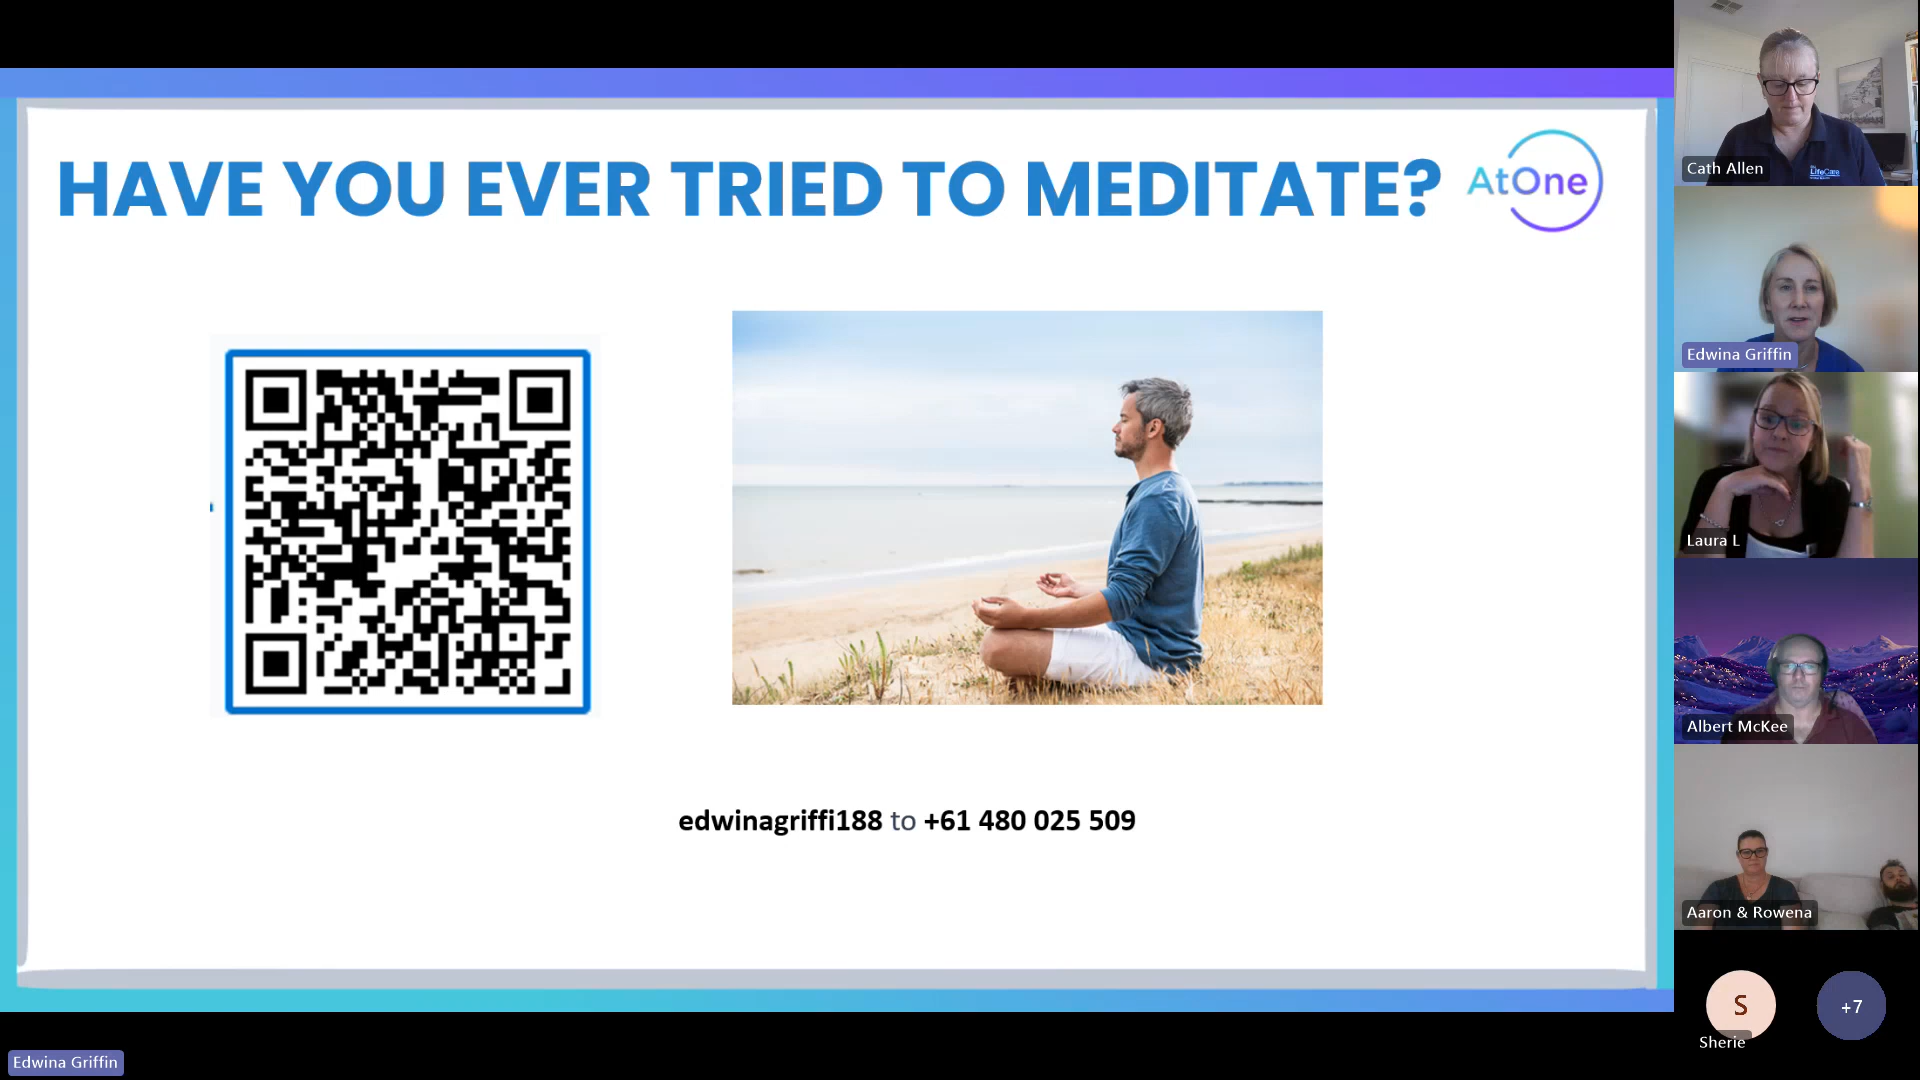 HAVE YOU EVER TRIED TO MEDITATE?
AtOne
edwinagriffi188 to +61 480 025 509
Edwina Griffin
LifeCare
Cath Allen
Edwina Griffin
Laura L
Albert McKee
Aaron & Rowena
S
Sherie
+7